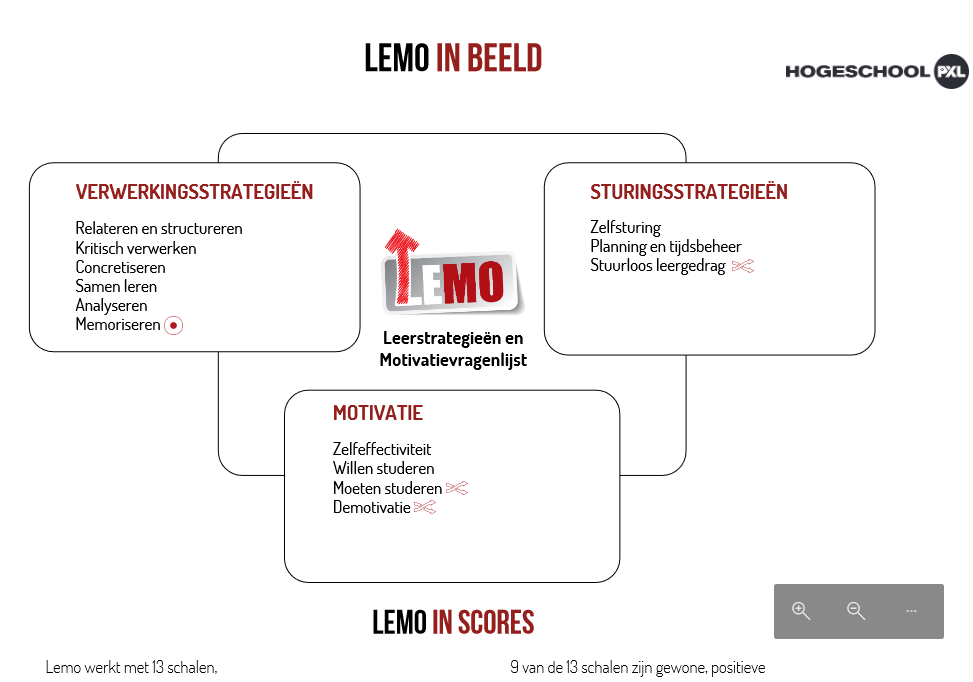 LEMO IN BEELD
HOGESCHOOL PXL
VERWERKINGSSTRATEGIEËN
Relateren en structureren
Kritisch verwerken
Concretiseren
Samen leren
Analyseren
Memoriseren
STURINGSSTRATEGIEËN
Zelfsturing
Planning en tijdsbeheer
Stuurloos leergedrag
LEMO
Leerstrategieën en
Motivatievragenlijst
MOTIVATIE
Zelfeffectiviteit
Willen studeren
Moeten studeren
Demotivatie
LEMO IN SCORES
Lemo werkt met 13 schalen,
9 van de 13 schalen zijn gewone, positieve